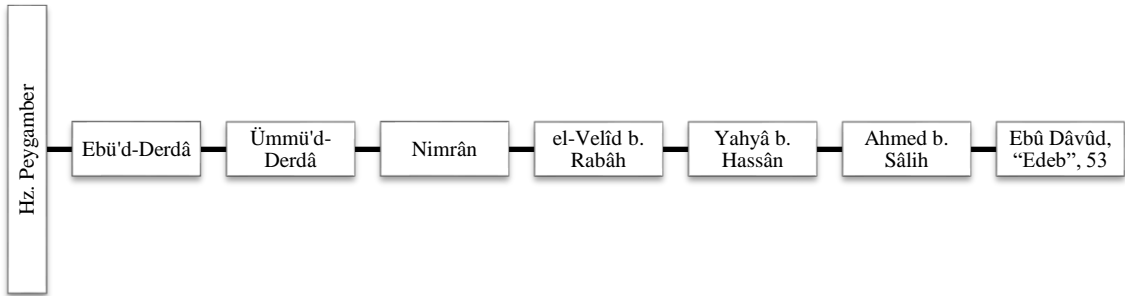 Hz. Peygamber
Ebü'd-Derdâ
Ümmü'd-
Derdâ
Nimrân
el-Velîd b.
Rabâh
Yahyâ b.
Hassân
Ahmed b.
Sâlih
Ebû Dâvûd,
“Edeb”, 53